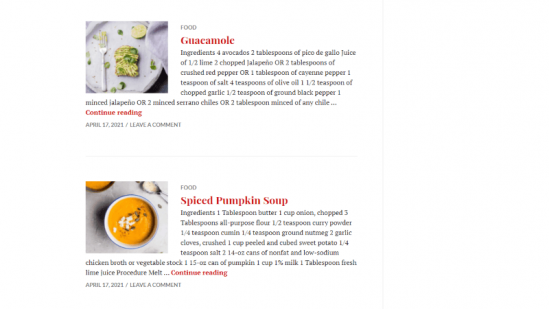 FOOD
Guacamole
Ingredients 4 avocados 2 tablespoons of pico de gallo Juice
of 1/2 lime 2 chopped Jalapeño OR 2 tablespoons of
crushed red pepper OR 1 tablespoon of cayenne pepper 1
teaspoon of salt 4 teaspoons of olive oil 1 1/2 teaspoon of
chopped garlic 1/2 teaspoon of ground black pepper 1
minced jalapeño OR 2 minced serrano chiles OR 2 tablespoon minced of any chile ...
Continue reading
APRIL 17, 2021 / LEAVE A COMMENT
FOOD
Spiced Pumpkin Soup
Ingredients 1 Tablespoon butter 1 cup onion, chopped 3
Tablespoons all-purpose flour 1/2 teaspoon curry powder
1/4 teaspoon cumin 1/4 teaspoon ground nutmeg 2 garlic
cloves, crushed 1 cup peeled and cubed sweet potato 1/4
teaspoon salt 2 14-oz cans of nonfat and low-sodium
chicken broth or vegetable stock 1 15-oz can of pumpkin 1 cup 1% milk 1 Tablespoon fresh
lime juice Procedure Melt ... Continue reading
APRIL 17, 2021 / LEAVE A COMMENT